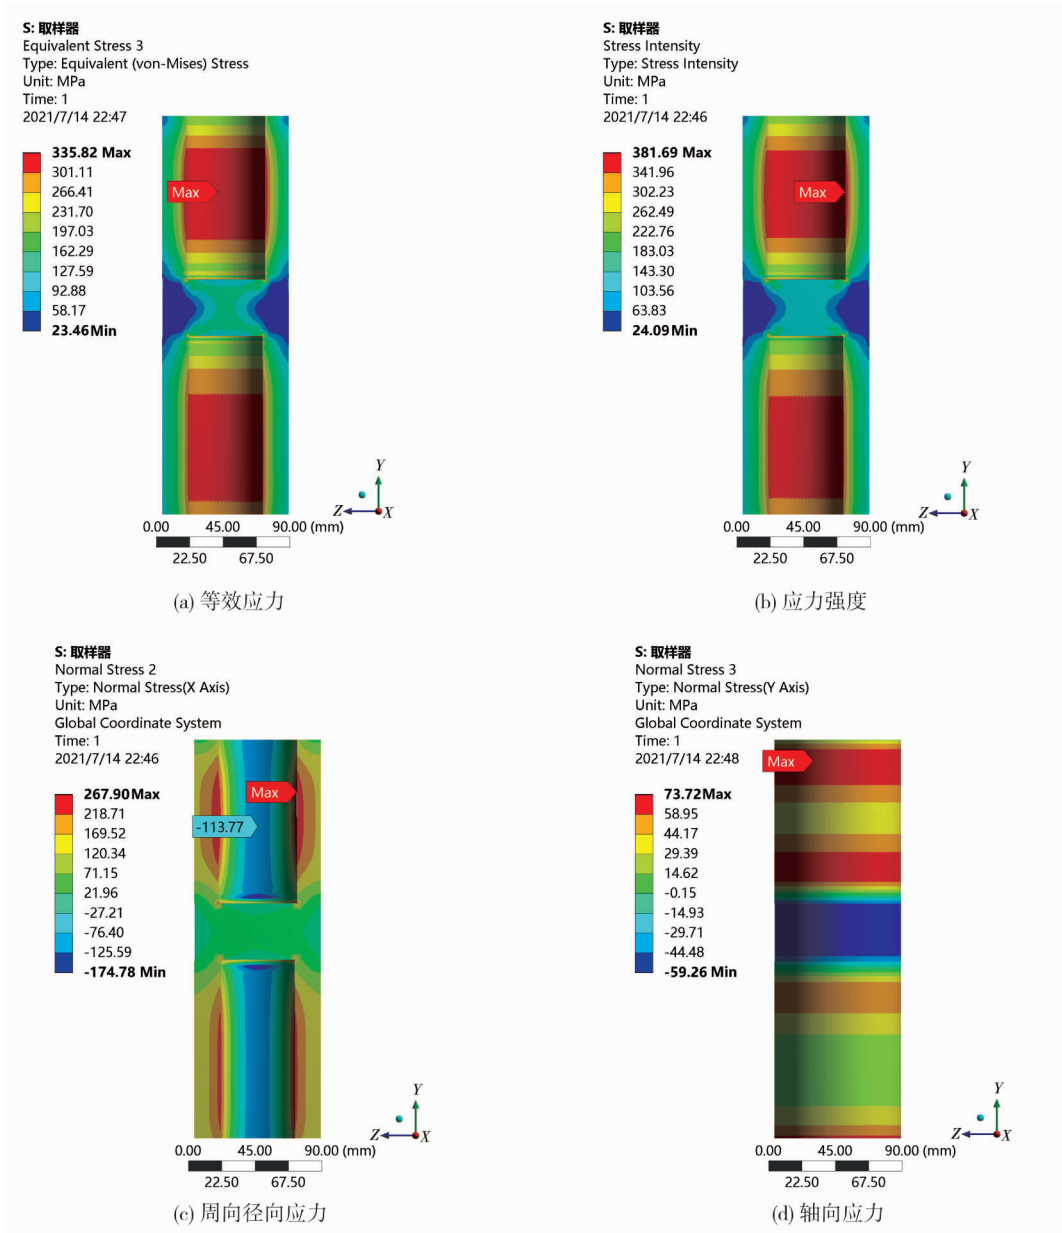 S: 取样器
Equivalent Stress 3
Type: Equivalent (von-Mises) Stress
Unit: MPa
Time: 1
2021/7/14 22:47
335.82 Max
301.11
266.41
231.70
197.03
162.29
127.59
92.88
58.17
23.46 Min
Max
Y
Z
X
0.00 45.00 90.00 (mm)
22.50 67.50
(a) 等效应力
S: 取样器
Stress Intensity
Type: Stress Intensity
Unit: MPa
Time: 1
2021/7/14 22:46
381.69 Max
341.96
302.23
262.49
222.76
183.03
143.30
103.56
63.83
24.09 Min
Max
Y
Z
X
0.00 45.00 90.00 (mm)
22.50 67.50
(b) 应力强度
S: 取样器
Normal Stress 2
Type: Normal Stress(X Axis)
Unit: MPa
Global Coordinate System
Time: 1
2021/7/14 22:46
267.90 Max
218.71
169.52
120.34
71.15
21.96
-27.21
-76.40
-125.59
-174.78 Min
Max
-113.77
Y
Z
X
0.00 45.00 90.00 (mm)
22.50 67.50
(c) 周向径向应力
S: 取样器
Normal Stress 3
Type: Normal Stress(Y Axis)
Unit: MPa
Global Coordinate System
Time: 1
2021/7/14 22:48
73.72 Max
58.95
44.17
29.39
14.62
-0.15
-14.93
-29.71
-44.48
-59.26 Min
Max
Y
Z
X
0.00 45.00 90.00 (mm)
22.50 67.50
(d) 轴向应力